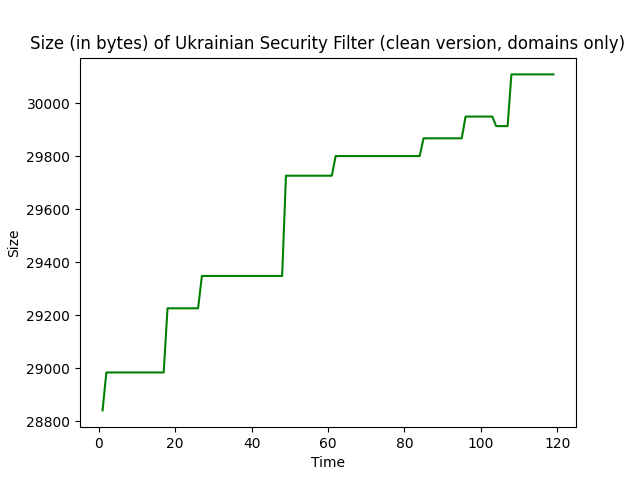 Size (in bytes) of Ukrainian Security Filter (clean version, domains only)
30000
29800
29600
29400
29200
29000
28800
Size
0 20 40 60 80 100 120
Time